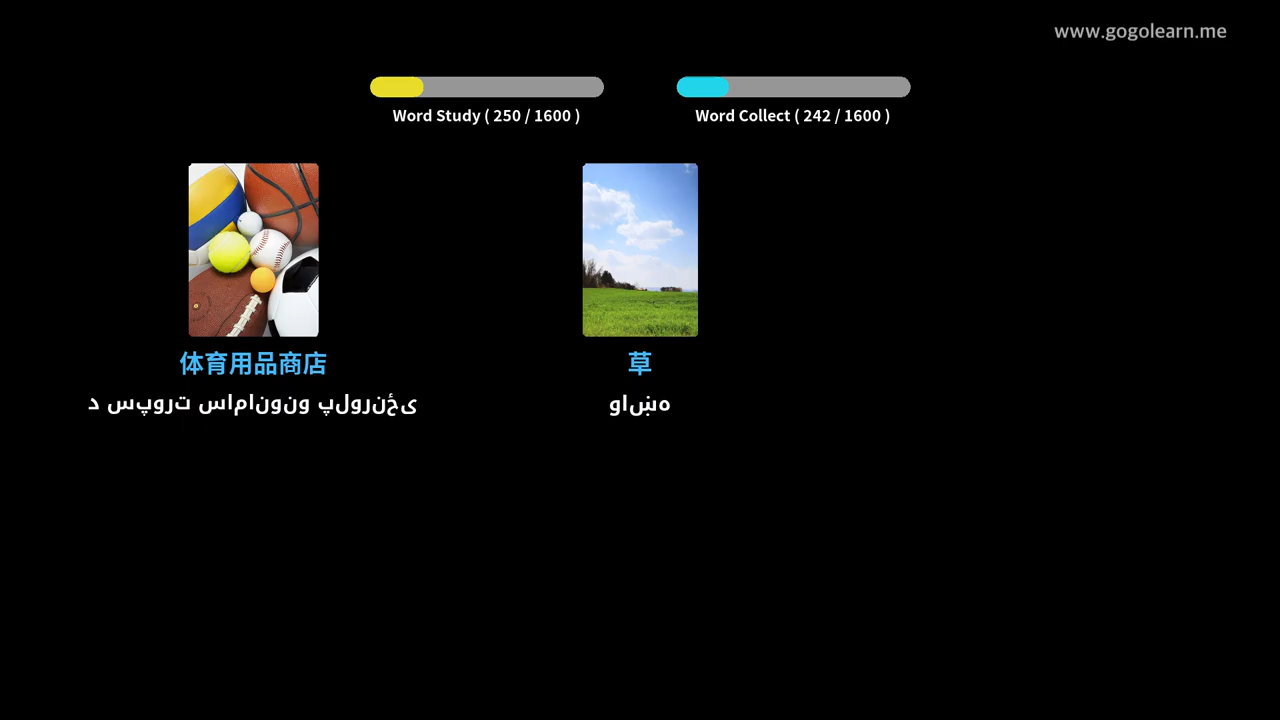 www.gogolearn.me
Word Study ( 250 / 1600 )
Word Collect ( 242 / 1600 )
体育用品商店
د سپورت سامانونو پلورنځی
草
واښه